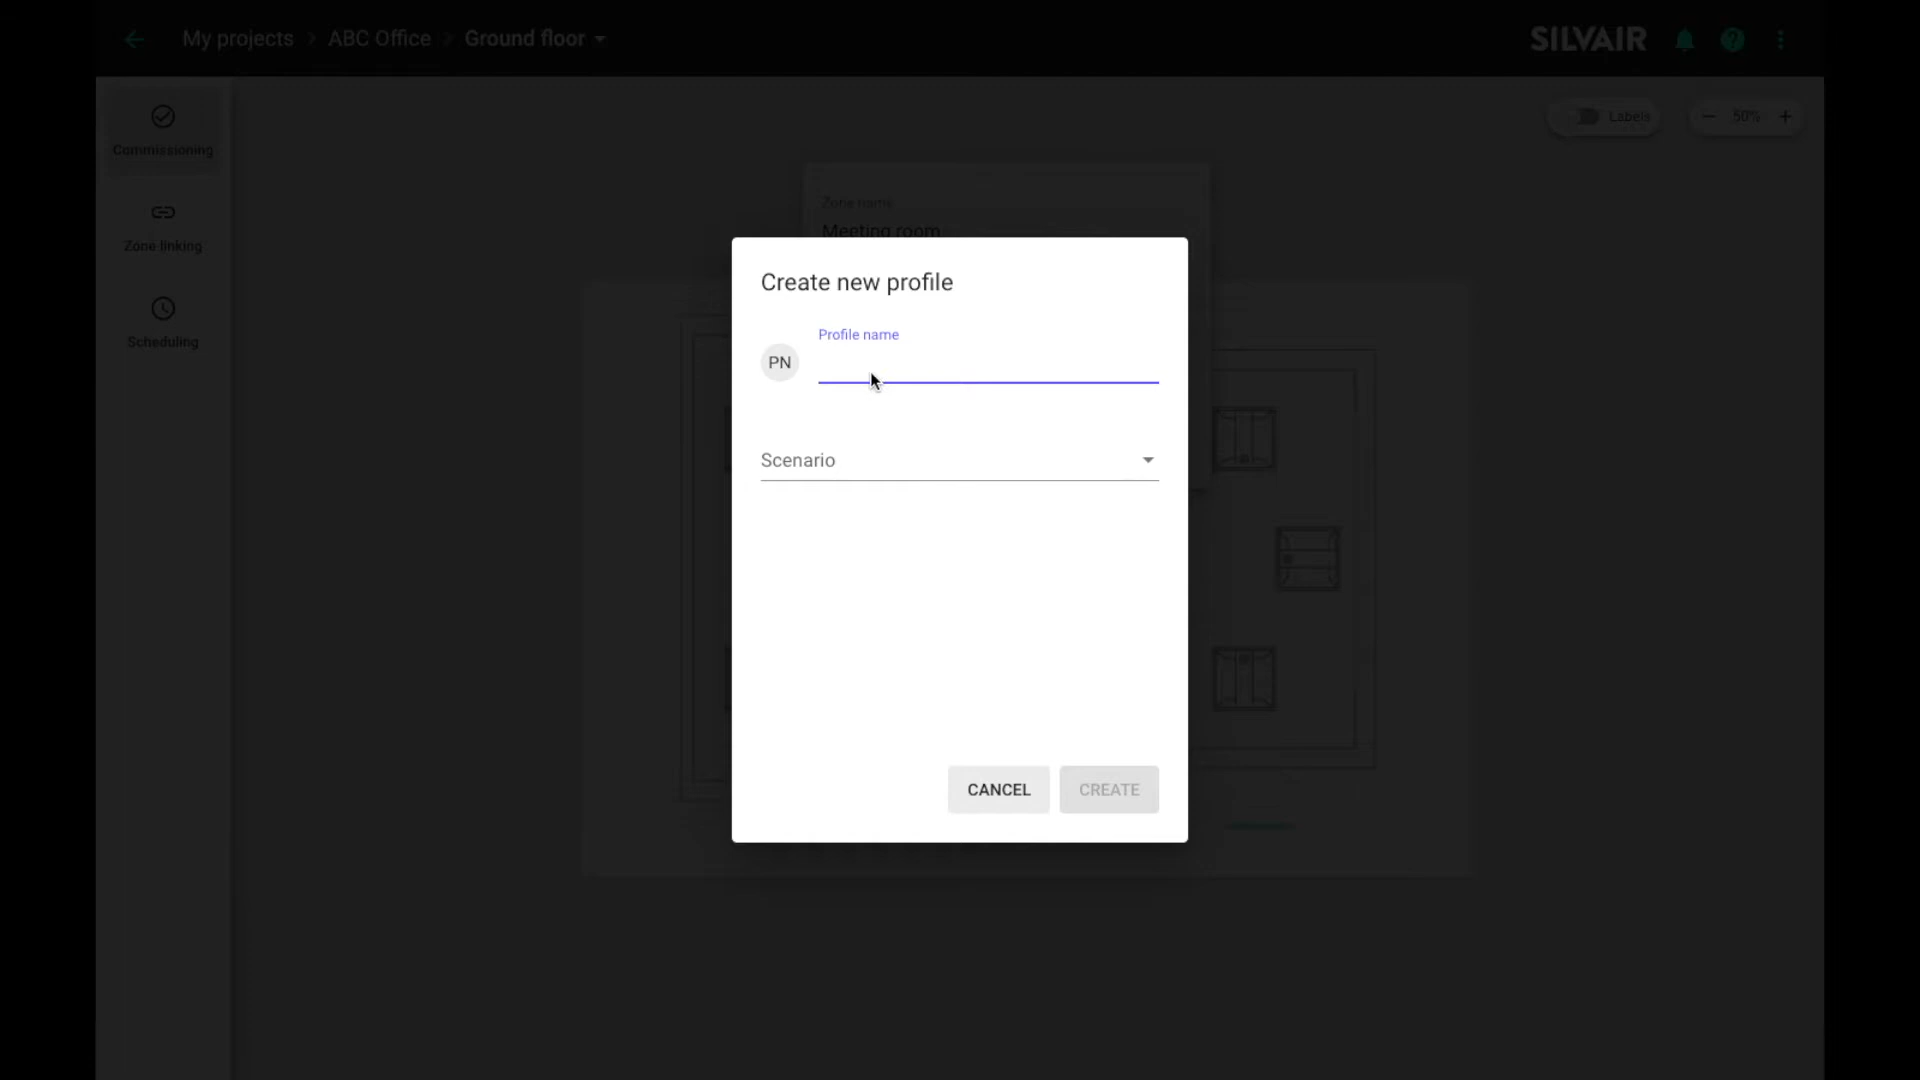 My projects > ABC Office > Ground floor
SILVAIR
Commissioning
Zone linking
Scheduling
Labels
50%
Zone name
Meeting room
Create new profile
Profile name
PN
Scenario
CANCEL
CREATE